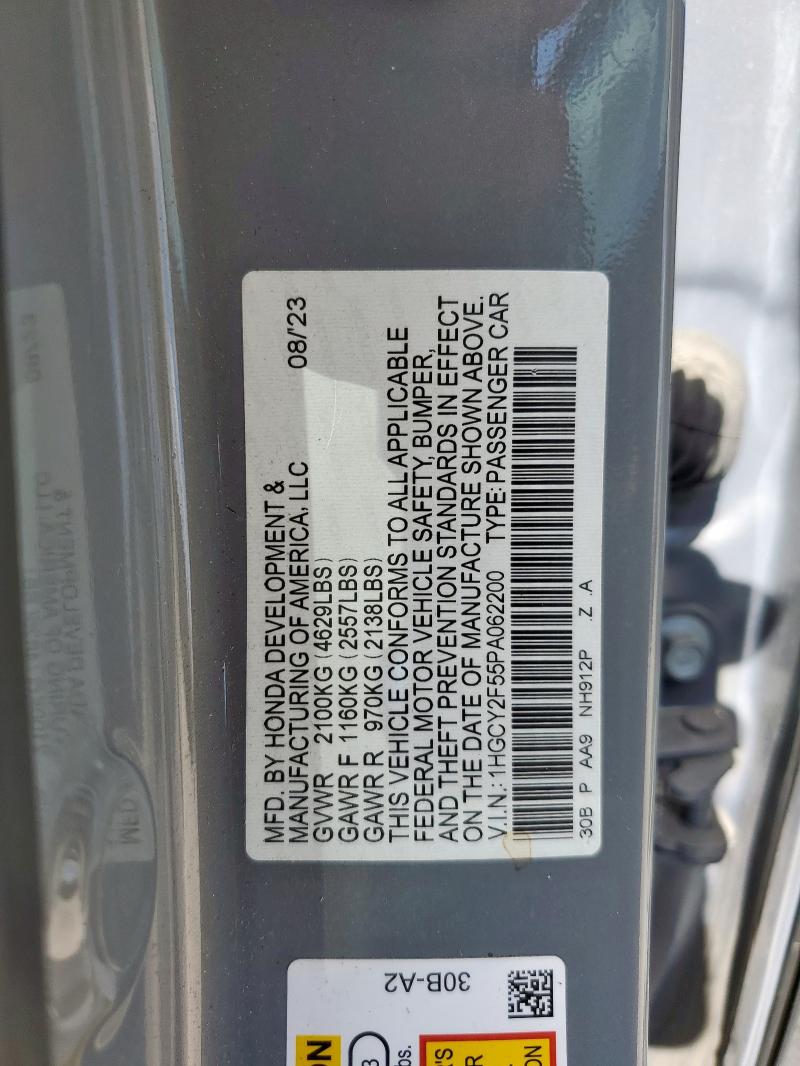 MFD. BY HONDA DEVELOPMENT &
MANUFACTURING OF AMERICA, LLC 08/'23
GVWR 2100KG (4629LBS)
GAWR F 1160KG (2557LBS)
GAWR R 970KG (2138LBS)
THIS VEHICLE CONFORMS TO ALL APPLICABLE
FEDERAL MOTOR VEHICLE SAFETY, BUMPER,
AND THEFT PREVENTION STANDARDS IN EFFECT
ON THE DATE OF MANUFACTURE SHOWN ABOVE.
V.I.N.: 1HGCY2F55PA062200 TYPE: PASSENGER CAR
30B P AA9 NH912P .Z .A
30B-A2